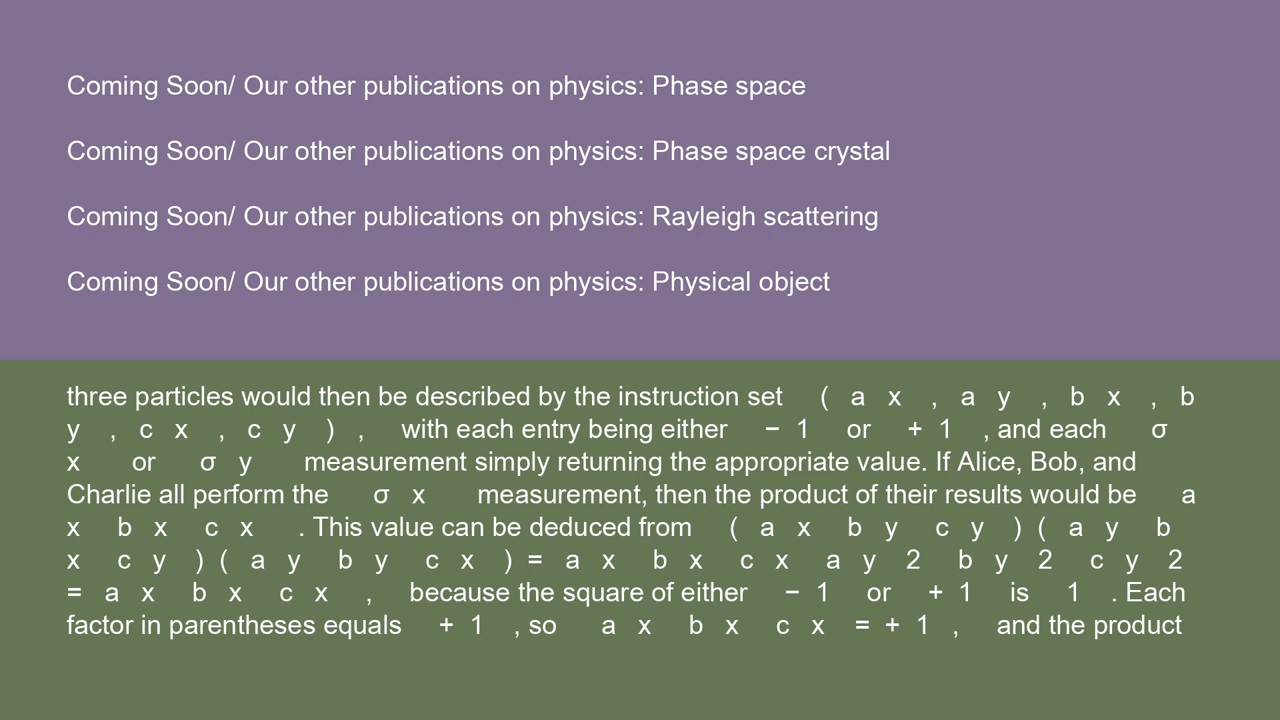 Coming Soon/ Our other publications on physics: Phase space
Coming Soon/ Our other publications on physics: Phase space crystal
Coming Soon/ Our other publications on physics: Rayleigh scattering
Coming Soon/ Our other publications on physics: Physical object
three particles would then be described by the instruction set ( a x , a y , b x , b
y , c x , c y ) , with each entry being either − 1 or + 1 , and each σ
x or σ y measurement simply returning the appropriate value. If Alice, Bob, and
Charlie all perform the σ x measurement, then the product of their results would be a
x b x c x . This value can be deduced from ( a x b y c y ) ( a y b
x c y ) ( a y b y c x ) = a x b x c x a y 2 b y 2 c y 2
= a x b x c x , because the square of either − 1 or + 1 is 1 . Each
factor in parentheses equals + 1 , so a x b x c x = + 1 , and the product